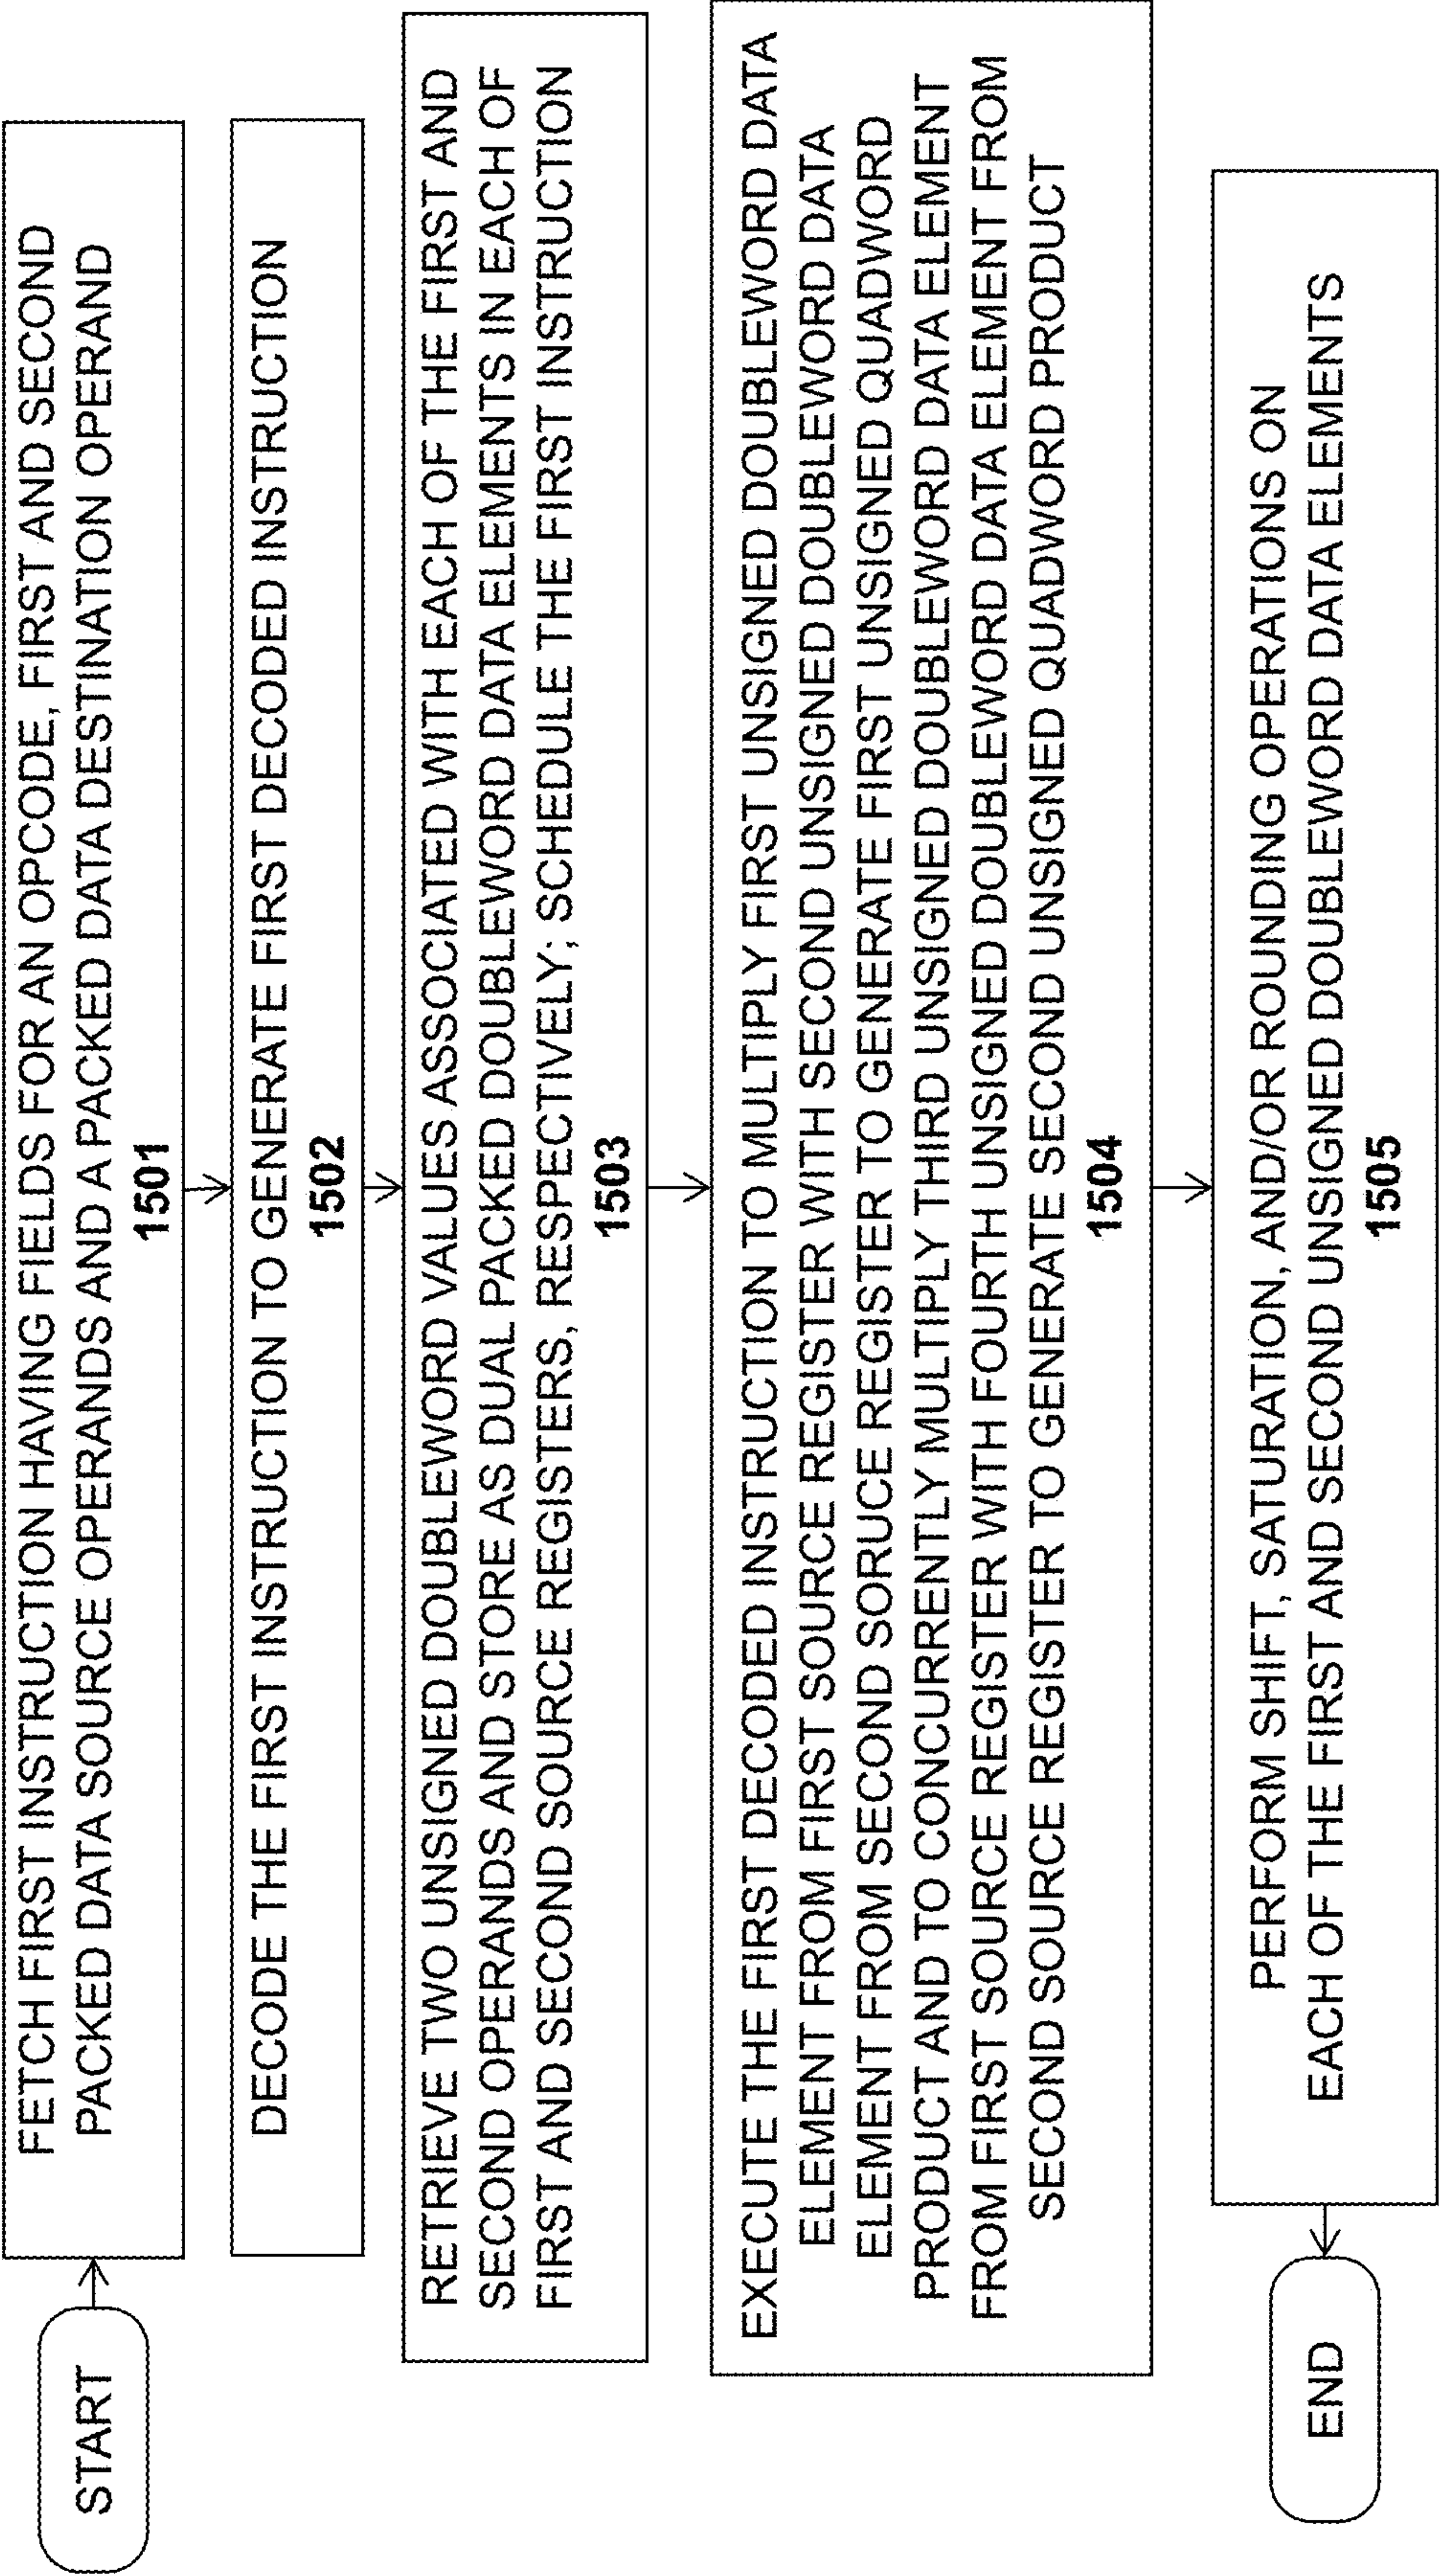 START
FETCH FIRST INSTRUCTION HAVING FIELDS FOR AN OPCODE, FIRST AND SECOND
PACKED DATA SOURCE OPERANDS AND A PACKED DATA DESTINATION OPERAND
1501
DECODE THE FIRST INSTRUCTION TO GENERATE FIRST DECODED INSTRUCTION
1502
RETRIEVE TWO UNSIGNED DOUBLEWORD VALUES ASSOCIATED WITH EACH OF THE FIRST AND
SECOND OPERANDS AND STORE AS DUAL PACKED DOUBLEWORD DATA ELEMENTS IN EACH OF
FIRST AND SECOND SOURCE REGISTERS, RESPECTIVELY; SCHEDULE THE FIRST INSTRUCTION
1503
EXECUTE THE FIRST DECODED INSTRUCTION TO MULTIPLY FIRST UNSIGNED DOUBLEWORD DATA
ELEMENT FROM FIRST SOURCE REGISTER WITH SECOND UNSIGNED DOUBLEWORD DATA
ELEMENT FROM SECOND SORUCE REGISTER TO GENERATE FIRST UNSIGNED QUADWORD
PRODUCT AND TO CONCURRENTLY MULTIPLY THIRD UNSIGNED DOUBLEWORD DATA ELEMENT
FROM FIRST SOURCE REGISTER WITH FOURTH UNSIGNED DOUBLEWORD DATA ELEMENT FROM
SECOND SOURCE REGISTER TO GENERATE SECOND UNSIGNED QUADWORD PRODUCT
1504
PERFORM SHIFT, SATURATION, AND/OR ROUNDING OPERATIONS ON
EACH OF THE FIRST AND SECOND UNSIGNED DOUBLEWORD DATA ELEMENTS
1505
END